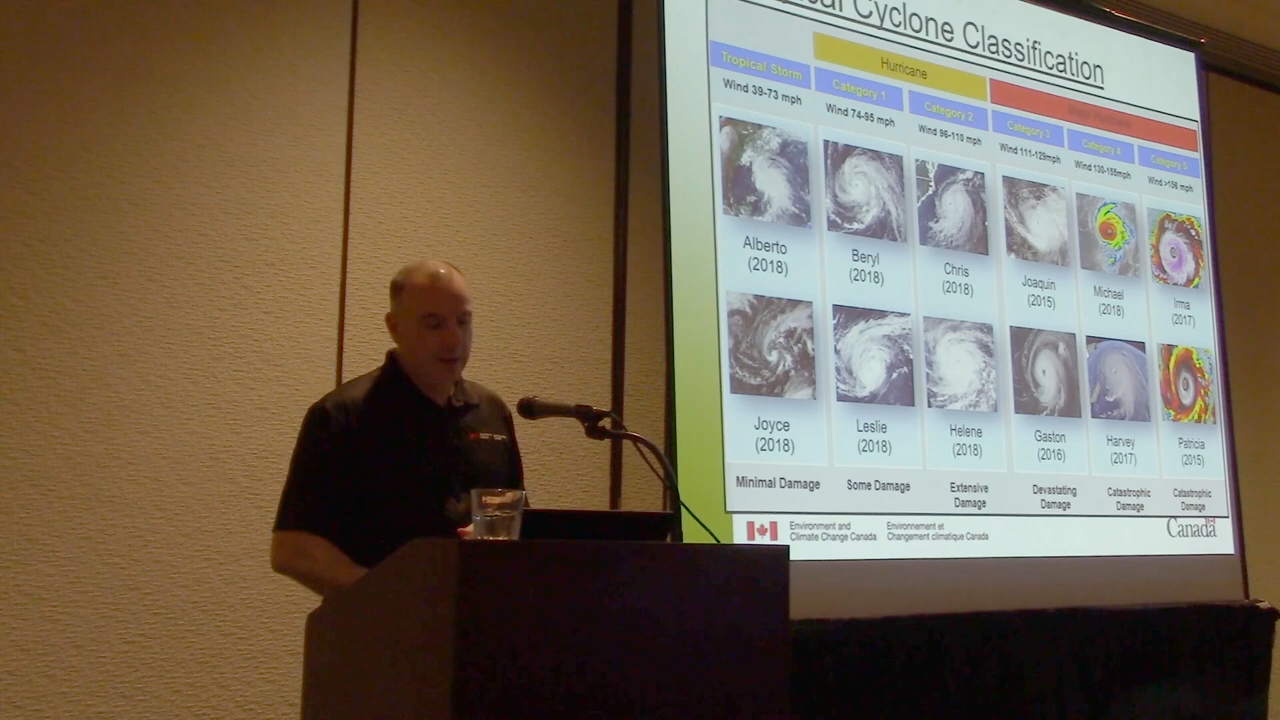 Cyclone Classification
Hurricane
Tropical Storm
Wind 39-73 mph
Category 1
Wind 74-95 mph
Category 2
Wind 96-110 mph
Category 3
Wind 111-129mph
Category 4
Wind 130-155mph
Category 5
Wind >156 mph
Alberto
(2018)
Beryl
(2018)
Chris
(2018)
Joaquin
(2015)
Michael
(2018)
Irma
(2017)
Joyce
(2018)
Leslie
(2018)
Helene
(2018)
Gaston
(2016)
Harvey
(2017)
Patricia
(2015)
Minimal Damage
Some Damage
Extensive
Damage
Devastating
Damage
Catastrophic
Damage
Catastrophic
Damage
Environment and
Climate Change Canada
Environnement et
Changement climatique Canada
Canada